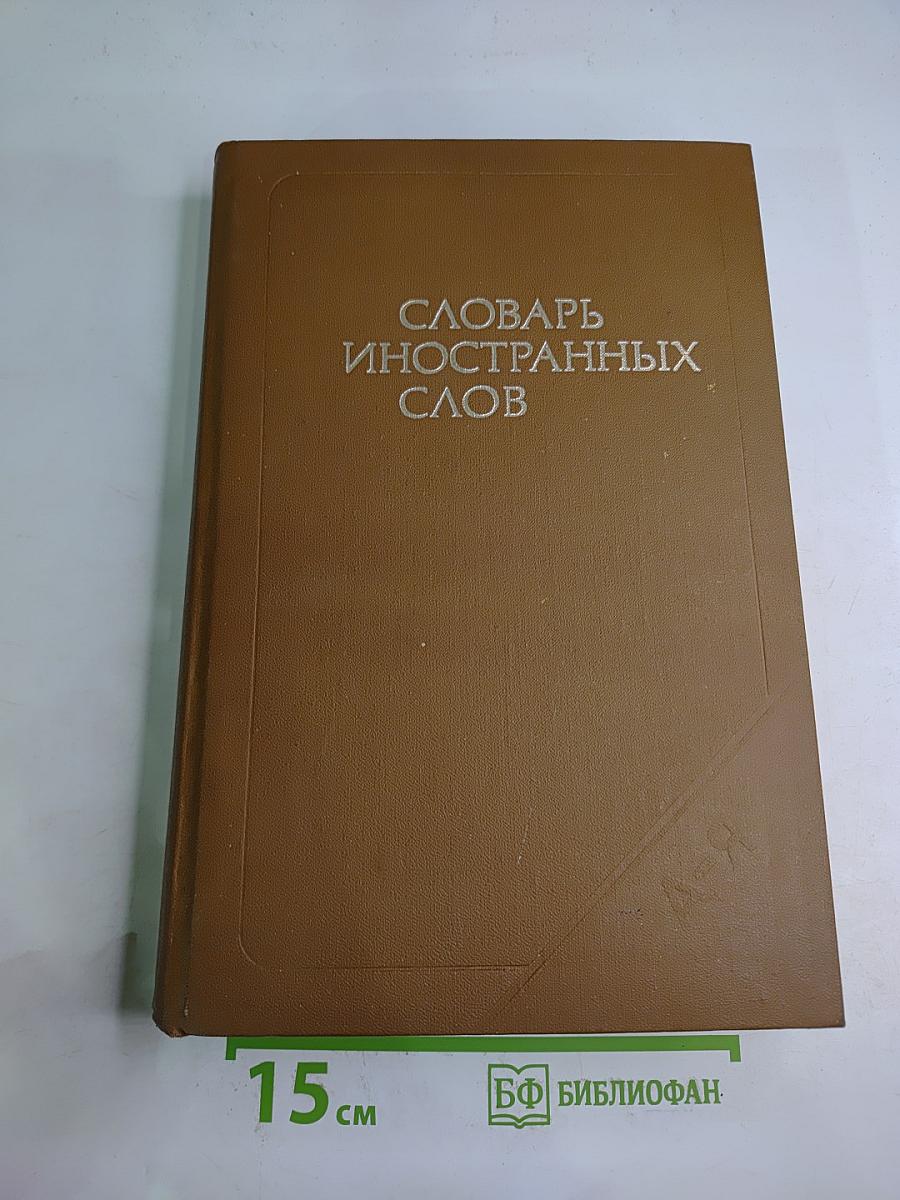 СЛОВАРЬ
ИНОСТРАННЫХ
СЛОВ
А-Я
15 см
БФ БИБЛИОФАН